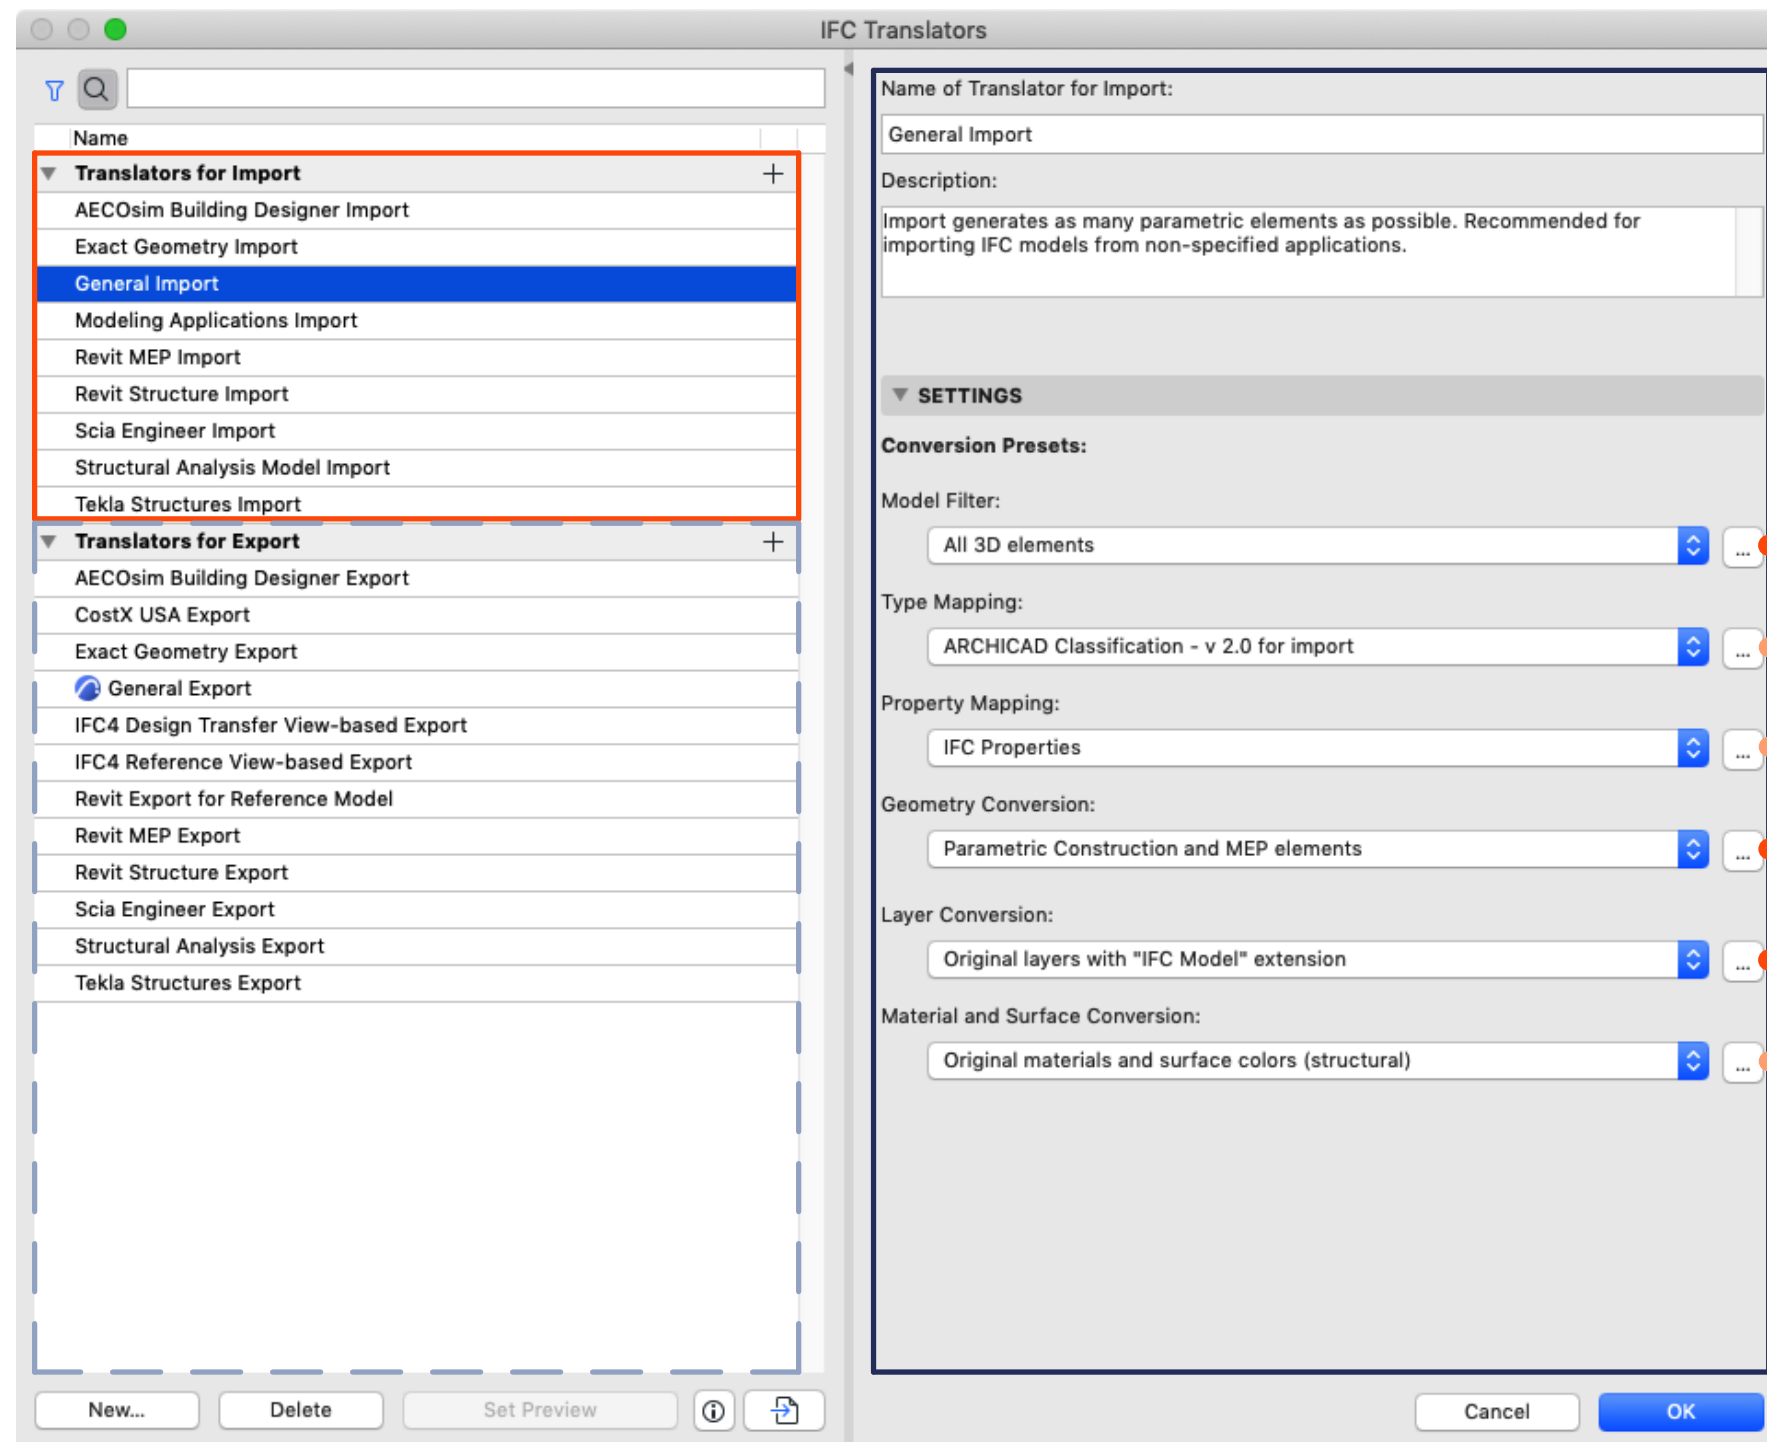 IFC Translators
Name
Translators for Import
AECOsim Building Designer Import
Exact Geometry Import
General Import
Modeling Applications Import
Revit MEP Import
Revit Structure Import
Scia Engineer Import
Structural Analysis Model Import
Tekla Structures Import
Translators for Export
AECOsim Building Designer Export
CostX USA Export
Exact Geometry Export
General Export
IFC4 Design Transfer View-based Export
IFC4 Reference View-based Export
Revit Export for Reference Model
Revit MEP Export
Revit Structure Export
Scia Engineer Export
Structural Analysis Export
Tekla Structures Export
New...
Delete
Set Preview
Name of Translator for Import:
General Import
Description:
Import generates as many parametric elements as possible. Recommended for
importing IFC models from non-specified applications.
SETTINGS
Conversion Presets:
Model Filter:
All 3D elements
...
Type Mapping:
ARCHICAD Classification - v 2.0 for import
...
Property Mapping:
IFC Properties
...
Geometry Conversion:
Parametric Construction and MEP elements
...
Layer Conversion:
Original layers with "IFC Model" extension
...
Material and Surface Conversion:
Original materials and surface colors (structural)
...
Cancel
OK